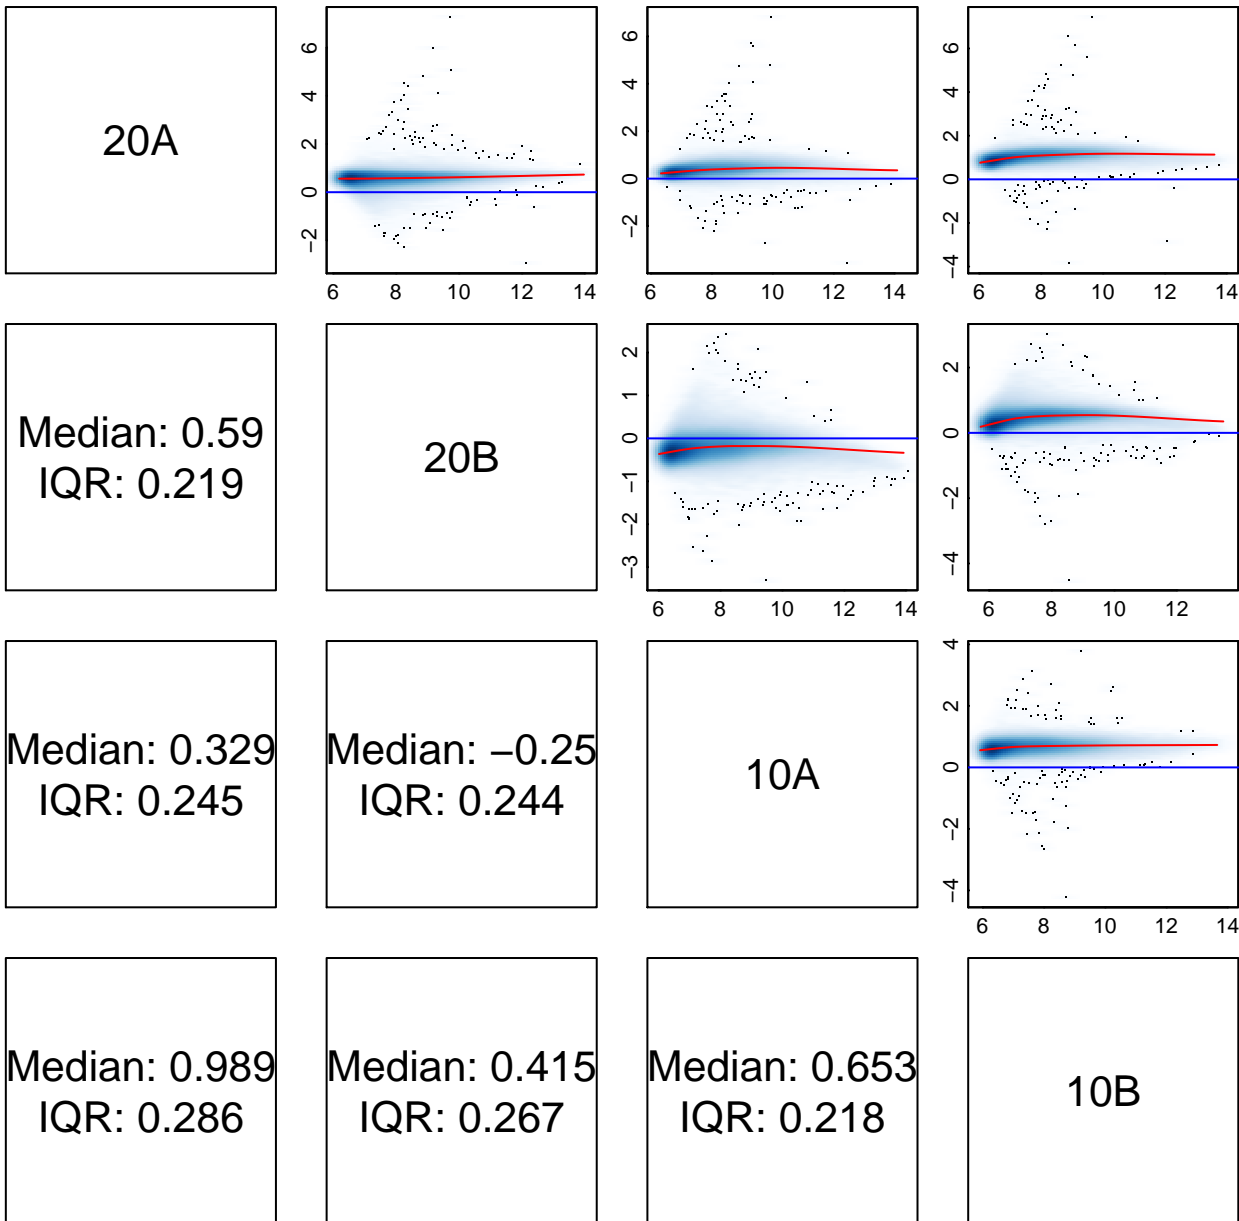 20A
6
4
2
0
−2
6 8 10 12 14
6
4
2
0
−2
6 8 10 12 14
6
4
2
0
−2
−4
6 8 10 12 14
Median: 0.59
IQR: 0.219
20B
2
1
0
−1
−2
−3
6 8 10 12 14
2
0
−2
−4
6 8 10 12
Median: 0.329
IQR: 0.245
Median: −0.25
IQR: 0.244
10A
4
2
0
−2
−4
6 8 10 12 14
Median: 0.989
IQR: 0.286
Median: 0.415
IQR: 0.267
Median: 0.653
IQR: 0.218
10B